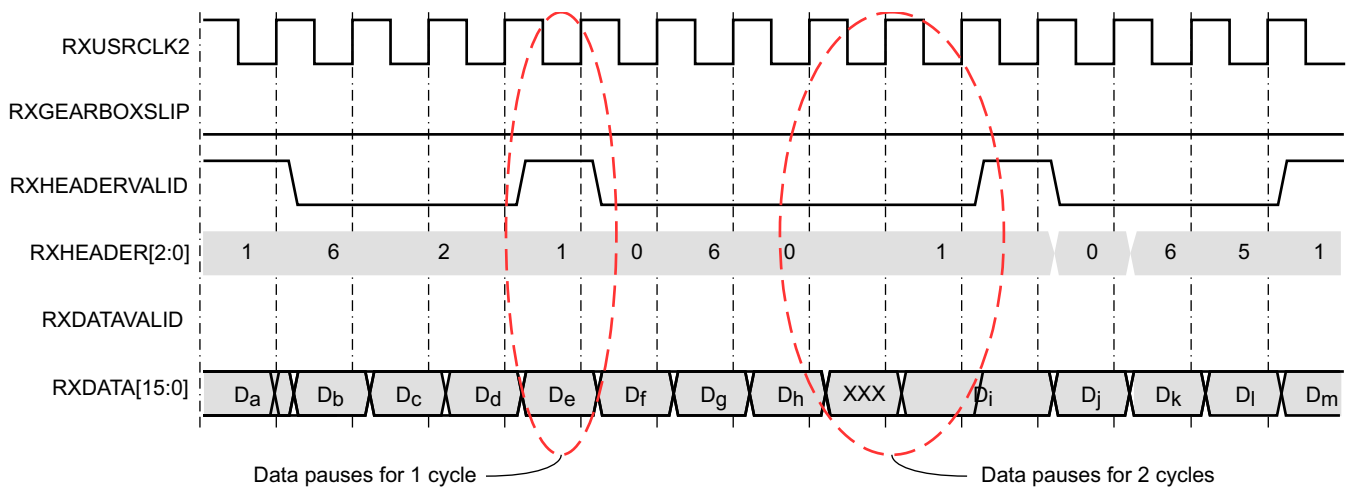 RXUSRCLK2
RXGEARBOXSLIP
RXHEADERVALID
RXHEADER[2:0] 1 6 2 1 0 6 0 1 0 6 5 1
RXDATAVALID
RXDATA[15:0] Da Db Dc Dd De Df Dg Dh XXX Di Dj Dk Dl Dm
Data pauses for 1 cycle Data pauses for 2 cycles